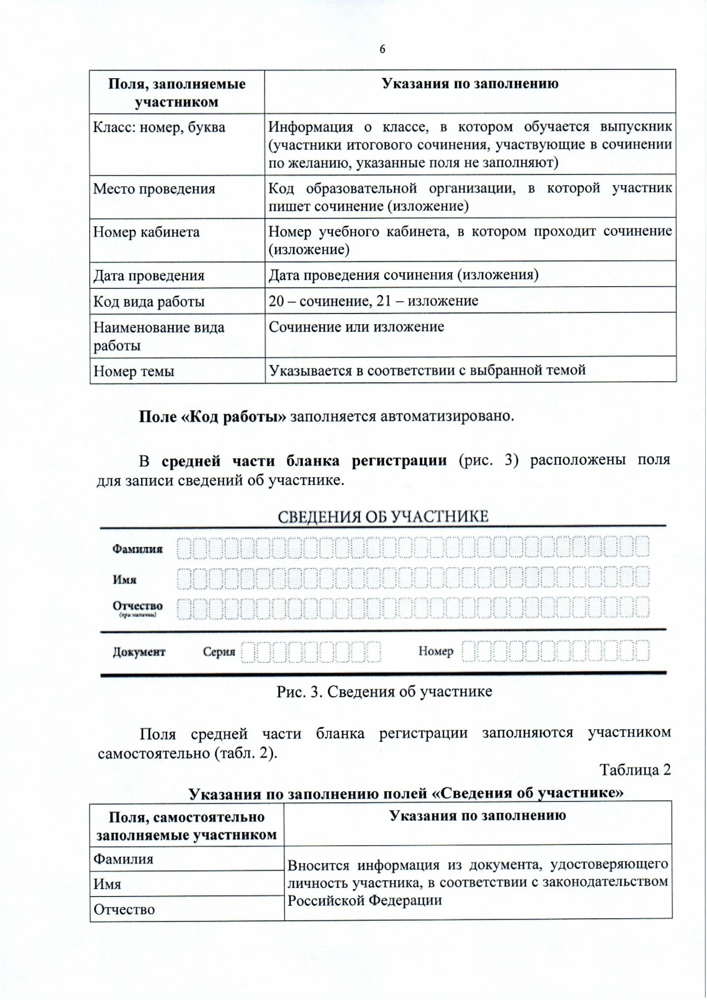 6
Поля, заполняемые
участником
Указания по заполнению
Класс: номер, буква
Информация о классе, в котором обучается выпускник
(участники итогового сочинения, участвующие в сочинении
по желанию, указанные поля не заполняют)
Место проведения
Код образовательной организации, в которой участник
пишет сочинение (изложение)
Номер кабинета
Номер учебного кабинета, в котором проходит сочинение
(изложение)
Дата проведения
Дата проведения сочинения (изложения)
Код вида работы
20 – сочинение, 21 – изложение
Наименование вида
работы
Сочинение или изложение
Номер темы
Указывается в соответствии с выбранной темой
Поле «Код работы» заполняется автоматизировано.
В средней части бланка регистрации (рис. 3) расположены поля
для записи сведений об участнике.
СВЕДЕНИЯ ОБ УЧАСТНИКЕ
Фамилия
Имя
Отчество
(при наличии)
Документ Серия Номер
Рис. 3. Сведения об участнике
Поля средней части бланка регистрации заполняются участником
самостоятельно (табл. 2).
Таблица 2
Указания по заполнению полей «Сведения об участнике»
Поля, самостоятельно
заполняемые участником
Указания по заполнению
Фамилия
Имя
Отчество
Вносится информация из документа, удостоверяющего
личность участника, в соответствии с законодательством
Российской Федерации